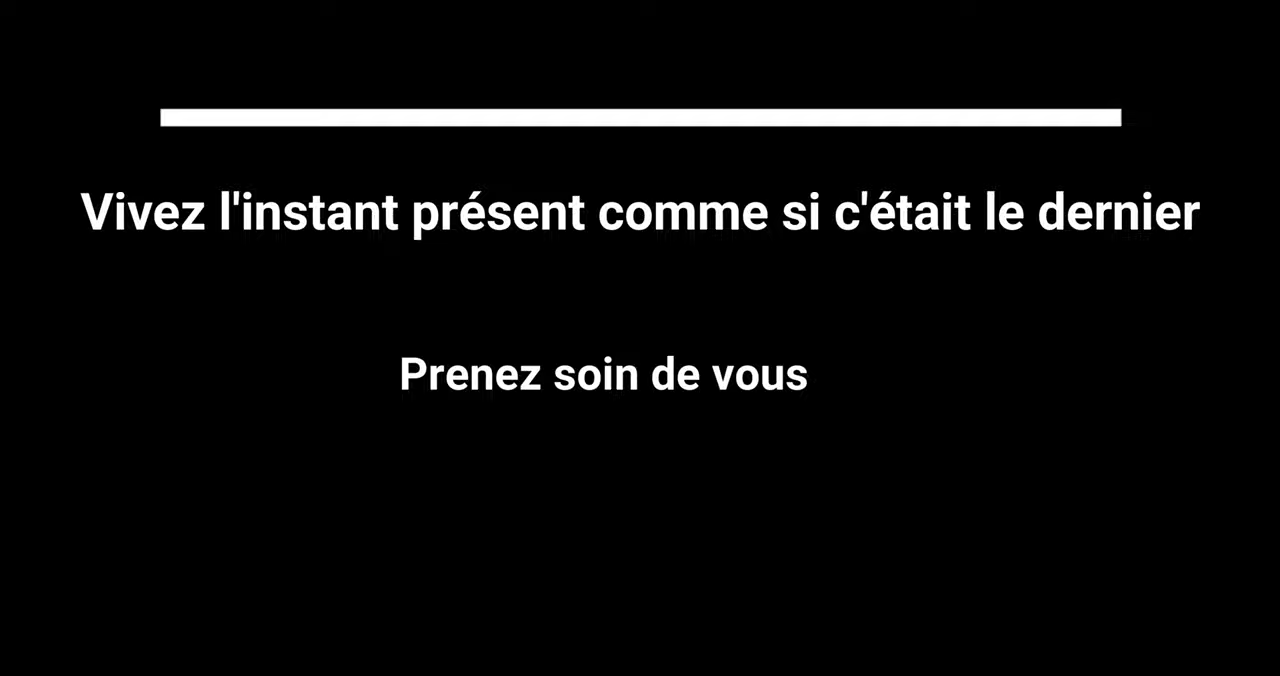 Vivez l'instant présent comme si c'était le dernier
Prenez soin de vous